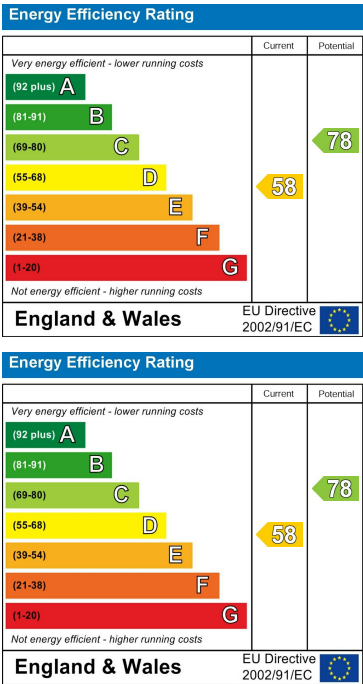 Energy Efficiency Rating
Current Potential
Very energy efficient - lower running costs
(92 plus) A
(81-91) B
(69-80) C
78
(55-68) D
58
(39-54) E
(21-38) F
(1-20) G
Not energy efficient - higher running costs
England & Wales
EU Directive
2002/91/EC
Energy Efficiency Rating
Current Potential
Very energy efficient - lower running costs
(92 plus) A
(81-91) B
(69-80) C
78
(55-68) D
58
(39-54) E
(21-38) F
(1-20) G
Not energy efficient - higher running costs
England & Wales
EU Directive
2002/91/EC